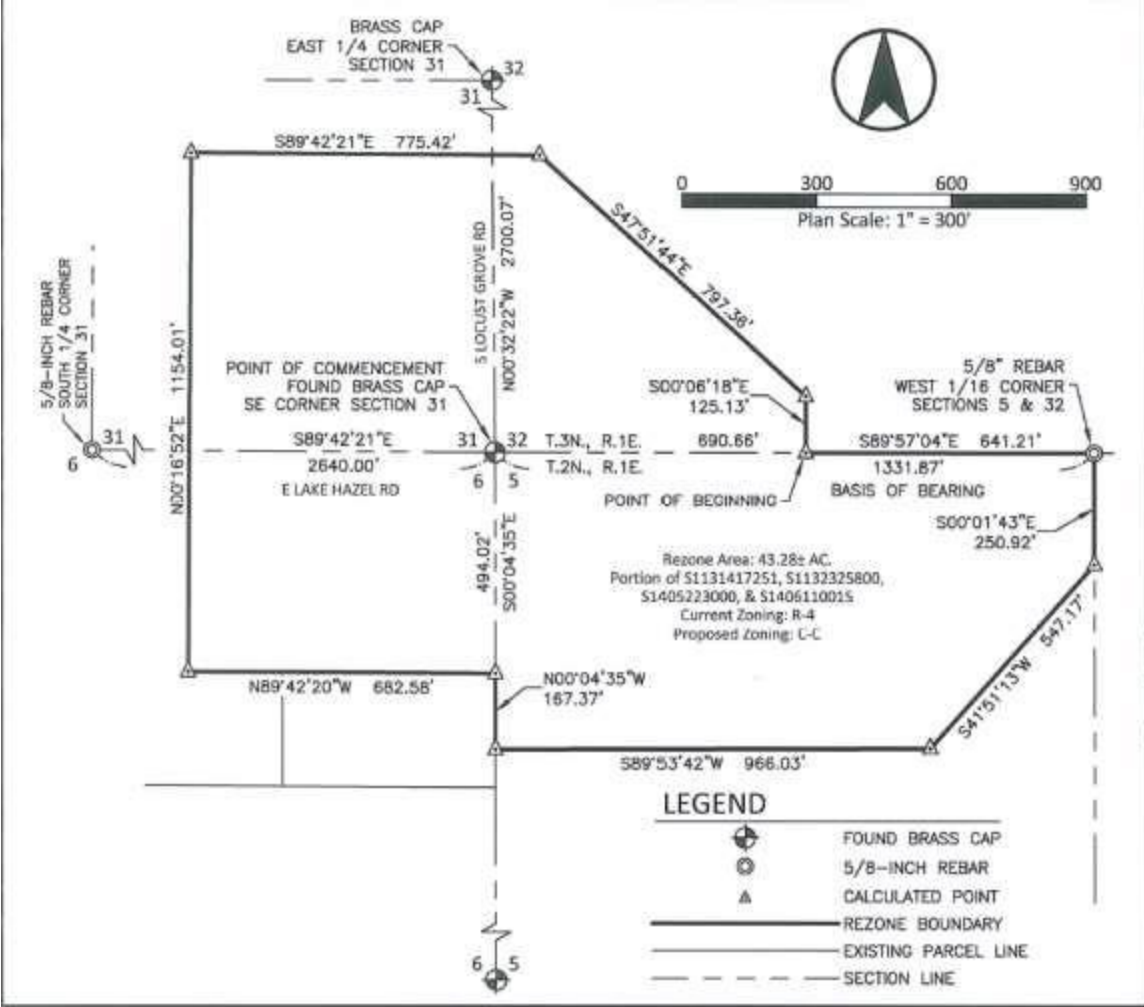 BRASS CAP
EAST 1/4 CORNER
SECTION 31
32
31
0 300 600 900
Plan Scale: 1" = 300'
S89°42'21"E 775.42'
S47°51'44"E 797.36'
S LOCUST GROVE RD
N00°32'22"W 2700.07'
5/8-INCH REBAR
SOUTH 1/4 CORNER
SECTION 31
31
6
N00°16'52"E 1154.01'
POINT OF COMMENCEMENT
FOUND BRASS CAP
SE CORNER SECTION 31
S00°06'18"E
125.13'
5/8" REBAR
WEST 1/16 CORNER
SECTIONS 5 & 32
S89°42'21"E
2640.00'
E LAKE HAZEL RD
31 32
6 5
T.3N., R.1E.
T.2N., R.1E.
690.66'
S89°57'04"E 641.21'
1331.87'
BASIS OF BEARING
POINT OF BEGINNING
S00°01'43"E
250.92'
494.02'
S00°04'35"E
Rezone Area: 43.28± AC.
Portion of S1131417251, S1132325800,
S1405223000, & S1406110015
Current Zoning: R-4
Proposed Zoning: C-C
S41°51'13"W 547.17'
N89°42'20"W 682.58'
N00°04'35"W
167.37'
S89°53'42"W 966.03'
LEGEND
FOUND BRASS CAP
5/8-INCH REBAR
CALCULATED POINT
REZONE BOUNDARY
EXISTING PARCEL LINE
SECTION LINE
6 5